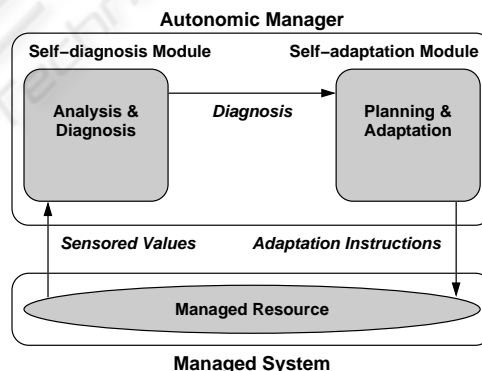 Autonomic Manager
Self−diagnosis Module
Self−adaptation Module
Analysis &
Diagnosis
Diagnosis
Planning &
Adaptation
Sensored Values
Adaptation Instructions
Managed Resource
Managed System